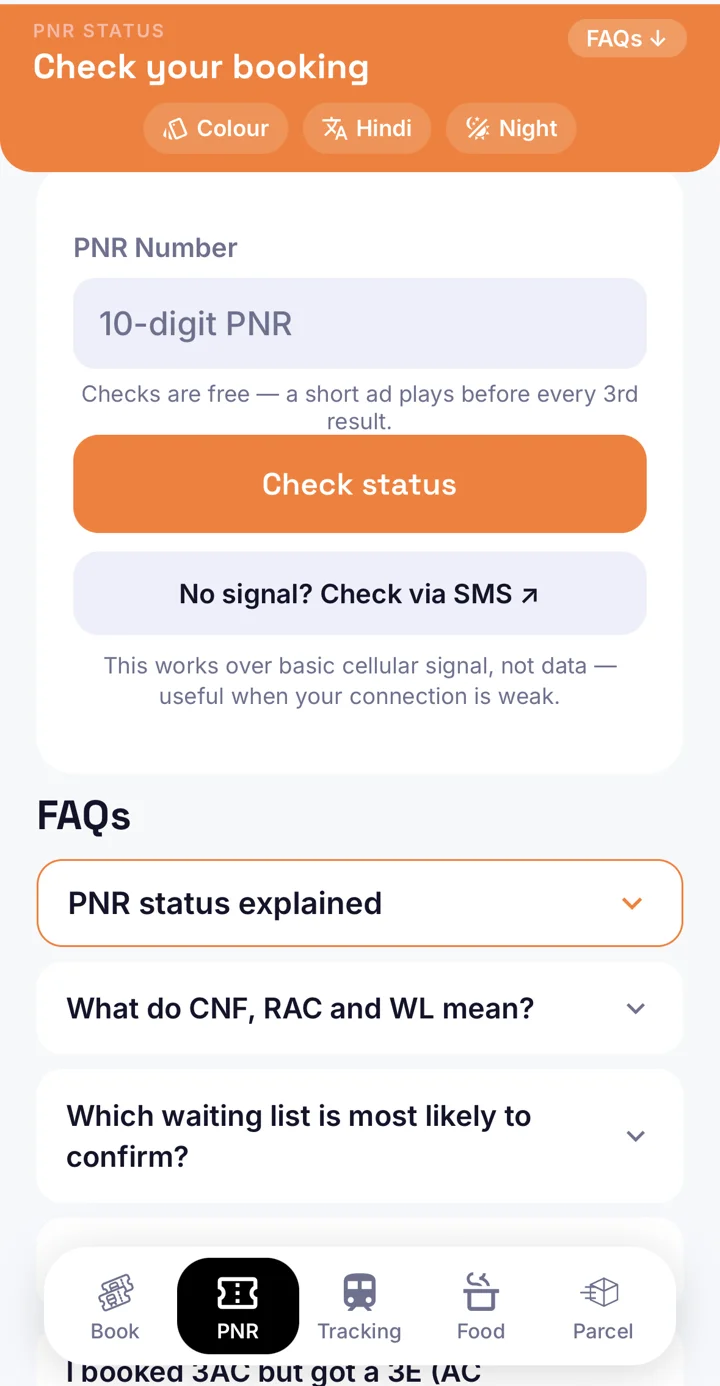 PNR STATUS
FAQs ↓
Check your booking
Colour
Hindi
Night
PNR Number
10-digit PNR
Checks are free — a short ad plays before every 3rd
result.
Check status
No signal? Check via SMS ↗
This works over basic cellular signal, not data —
useful when your connection is weak.
FAQs
PNR status explained
What do CNF, RAC and WL mean?
Which waiting list is most likely to
confirm?
Book
PNR
Tracking
Food
Parcel
I booked 3AC but got a 3E (AC